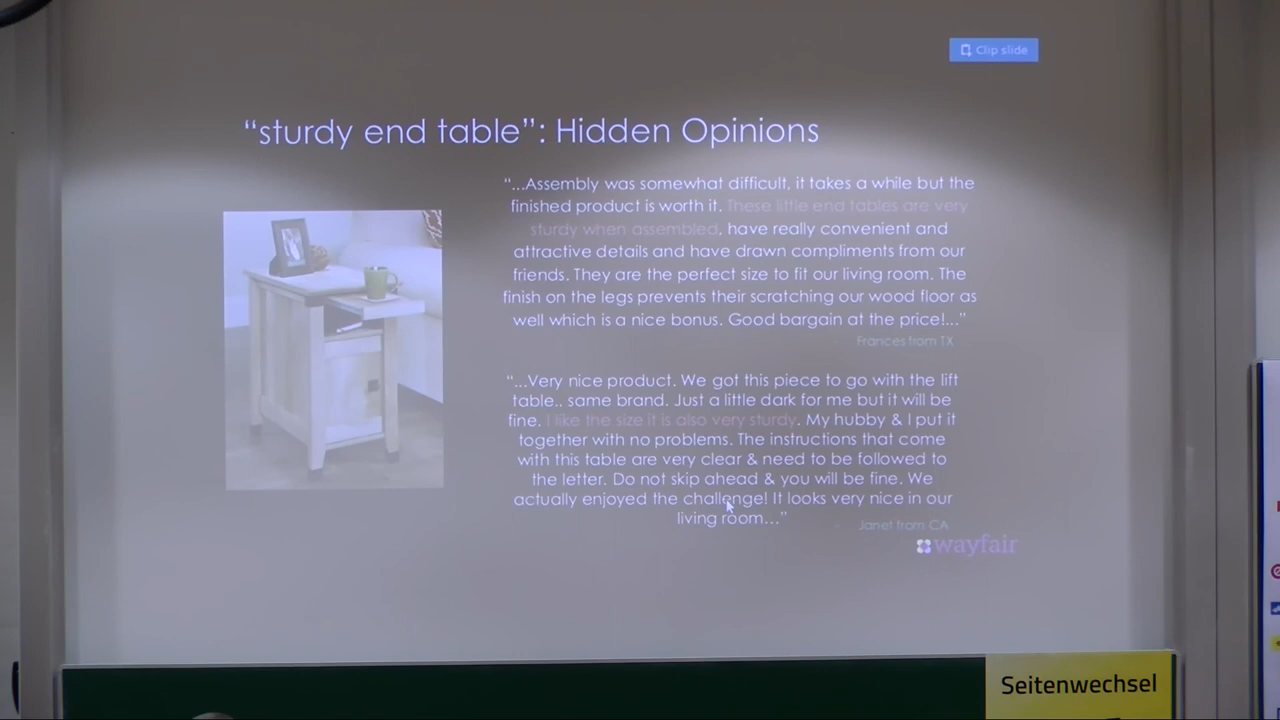 Clip slide
“sturdy end table”: Hidden Opinions
“...Assembly was somewhat difficult, it takes a while but the
finished product is worth it. These little end tables are very
sturdy when assembled, have really convenient and
attractive details and have drawn compliments from our
friends. They are the perfect size to fit our living room. The
finish on the legs prevents their scratching our wood floor as
well which is a nice bonus. Good bargain at the price!...”
- Frances from TX
“...Very nice product. We got this piece to go with the lift
table.. same brand. Just a little dark for me but it will be
fine. I like the size it is also very sturdy. My hubby & I put it
together with no problems. The instructions that come
with this table are very clear & need to be followed to
the letter. Do not skip ahead & you will be fine. We
actually enjoyed the challenge! It looks very nice in our
living room...”
- Janet from CA
wayfair
Seitenwechsel